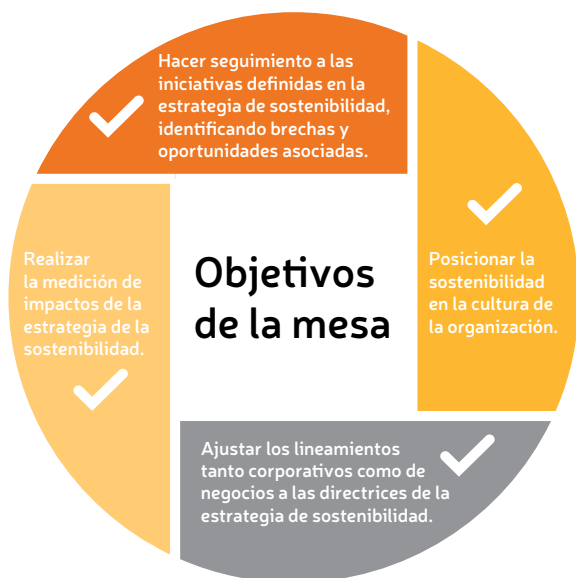 Hacer seguimiento a las
iniciativas definidas en la
estrategia de sostenibilidad,
identificando brechas y
oportunidades asociadas.
Posicionar la
sostenibilidad
en la cultura de
la organización.
Ajustar los lineamientos
tanto corporativos como de
negocios a las directrices de la
estrategia de sostenibilidad.
Realizar
la medición de
impactos de la
estrategia de la
sostenibilidad.
Objetivos
de la mesa